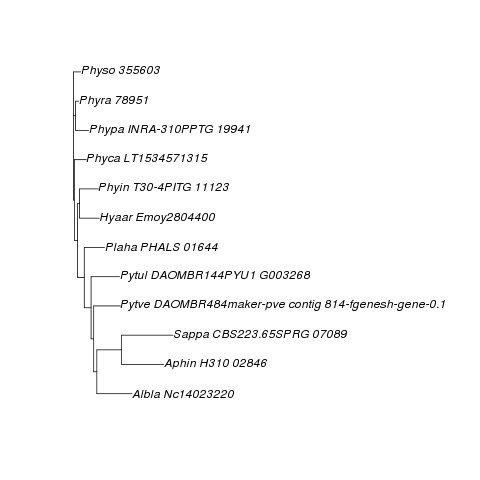 Physo 355603
Phyra 78951
Phypa INRA-310PPTG 19941
Phyca LT1534571315
Phyin T30-4PITG 11123
Hyaar Emoy2804400
Plaha PHALS 01644
Pytul DAOMBR144PYU1 G003268
Pytve DAOMBR484maker-pve contig 814-fgenesh-gene-0.1
Sappa CBS223.65SPRG 07089
Aphin H310 02846
Albla Nc14023220